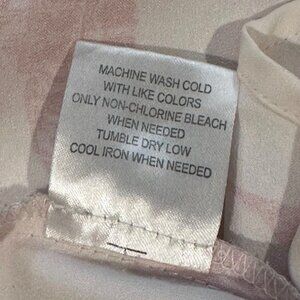 MACHINE WASH COLD
WITH LIKE COLORS
ONLY NON-CHLORINE BLEACH
WHEN NEEDED
TUMBLE DRY LOW
COOL IRON WHEN NEEDED